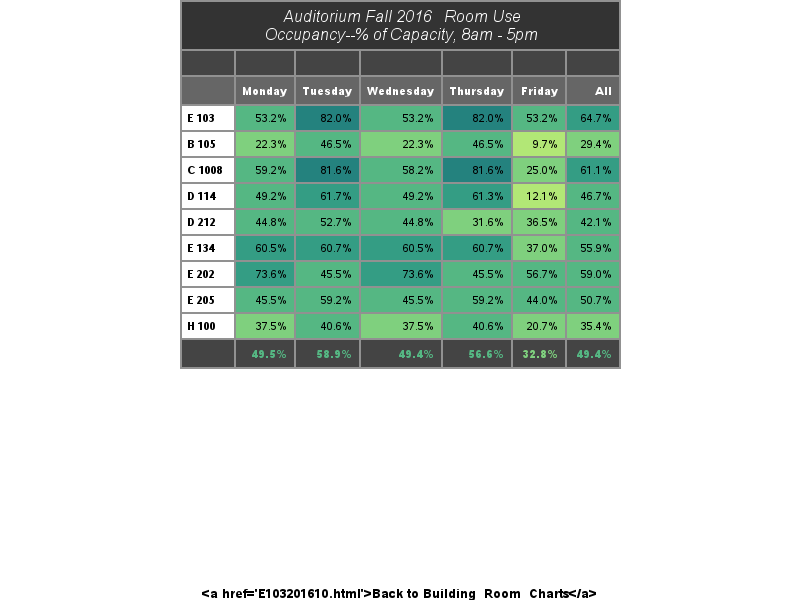 Auditorium Fall 2016 Room Use
Occupancy--% of Capacity, 8am - 5pm
Monday Tuesday Wednesday Thursday Friday All
E 103 53.2% 82.0% 53.2% 82.0% 53.2% 64.7%
B 105 22.3% 46.5% 22.3% 46.5% 9.7% 29.4%
C 1008 59.2% 81.6% 58.2% 81.6% 25.0% 61.1%
D 114 49.2% 61.7% 49.2% 61.3% 12.1% 46.7%
D 212 44.8% 52.7% 44.8% 31.6% 36.5% 42.1%
E 134 60.5% 60.7% 60.5% 60.7% 37.0% 55.9%
E 202 73.6% 45.5% 73.6% 45.5% 56.7% 59.0%
E 205 45.5% 59.2% 45.5% 59.2% 44.0% 50.7%
H 100 37.5% 40.6% 37.5% 40.6% 20.7% 35.4%
49.5% 58.9% 49.4% 56.6% 32.8% 49.4%
<a href='E103201610.html'>Back to Building Room Charts</a>